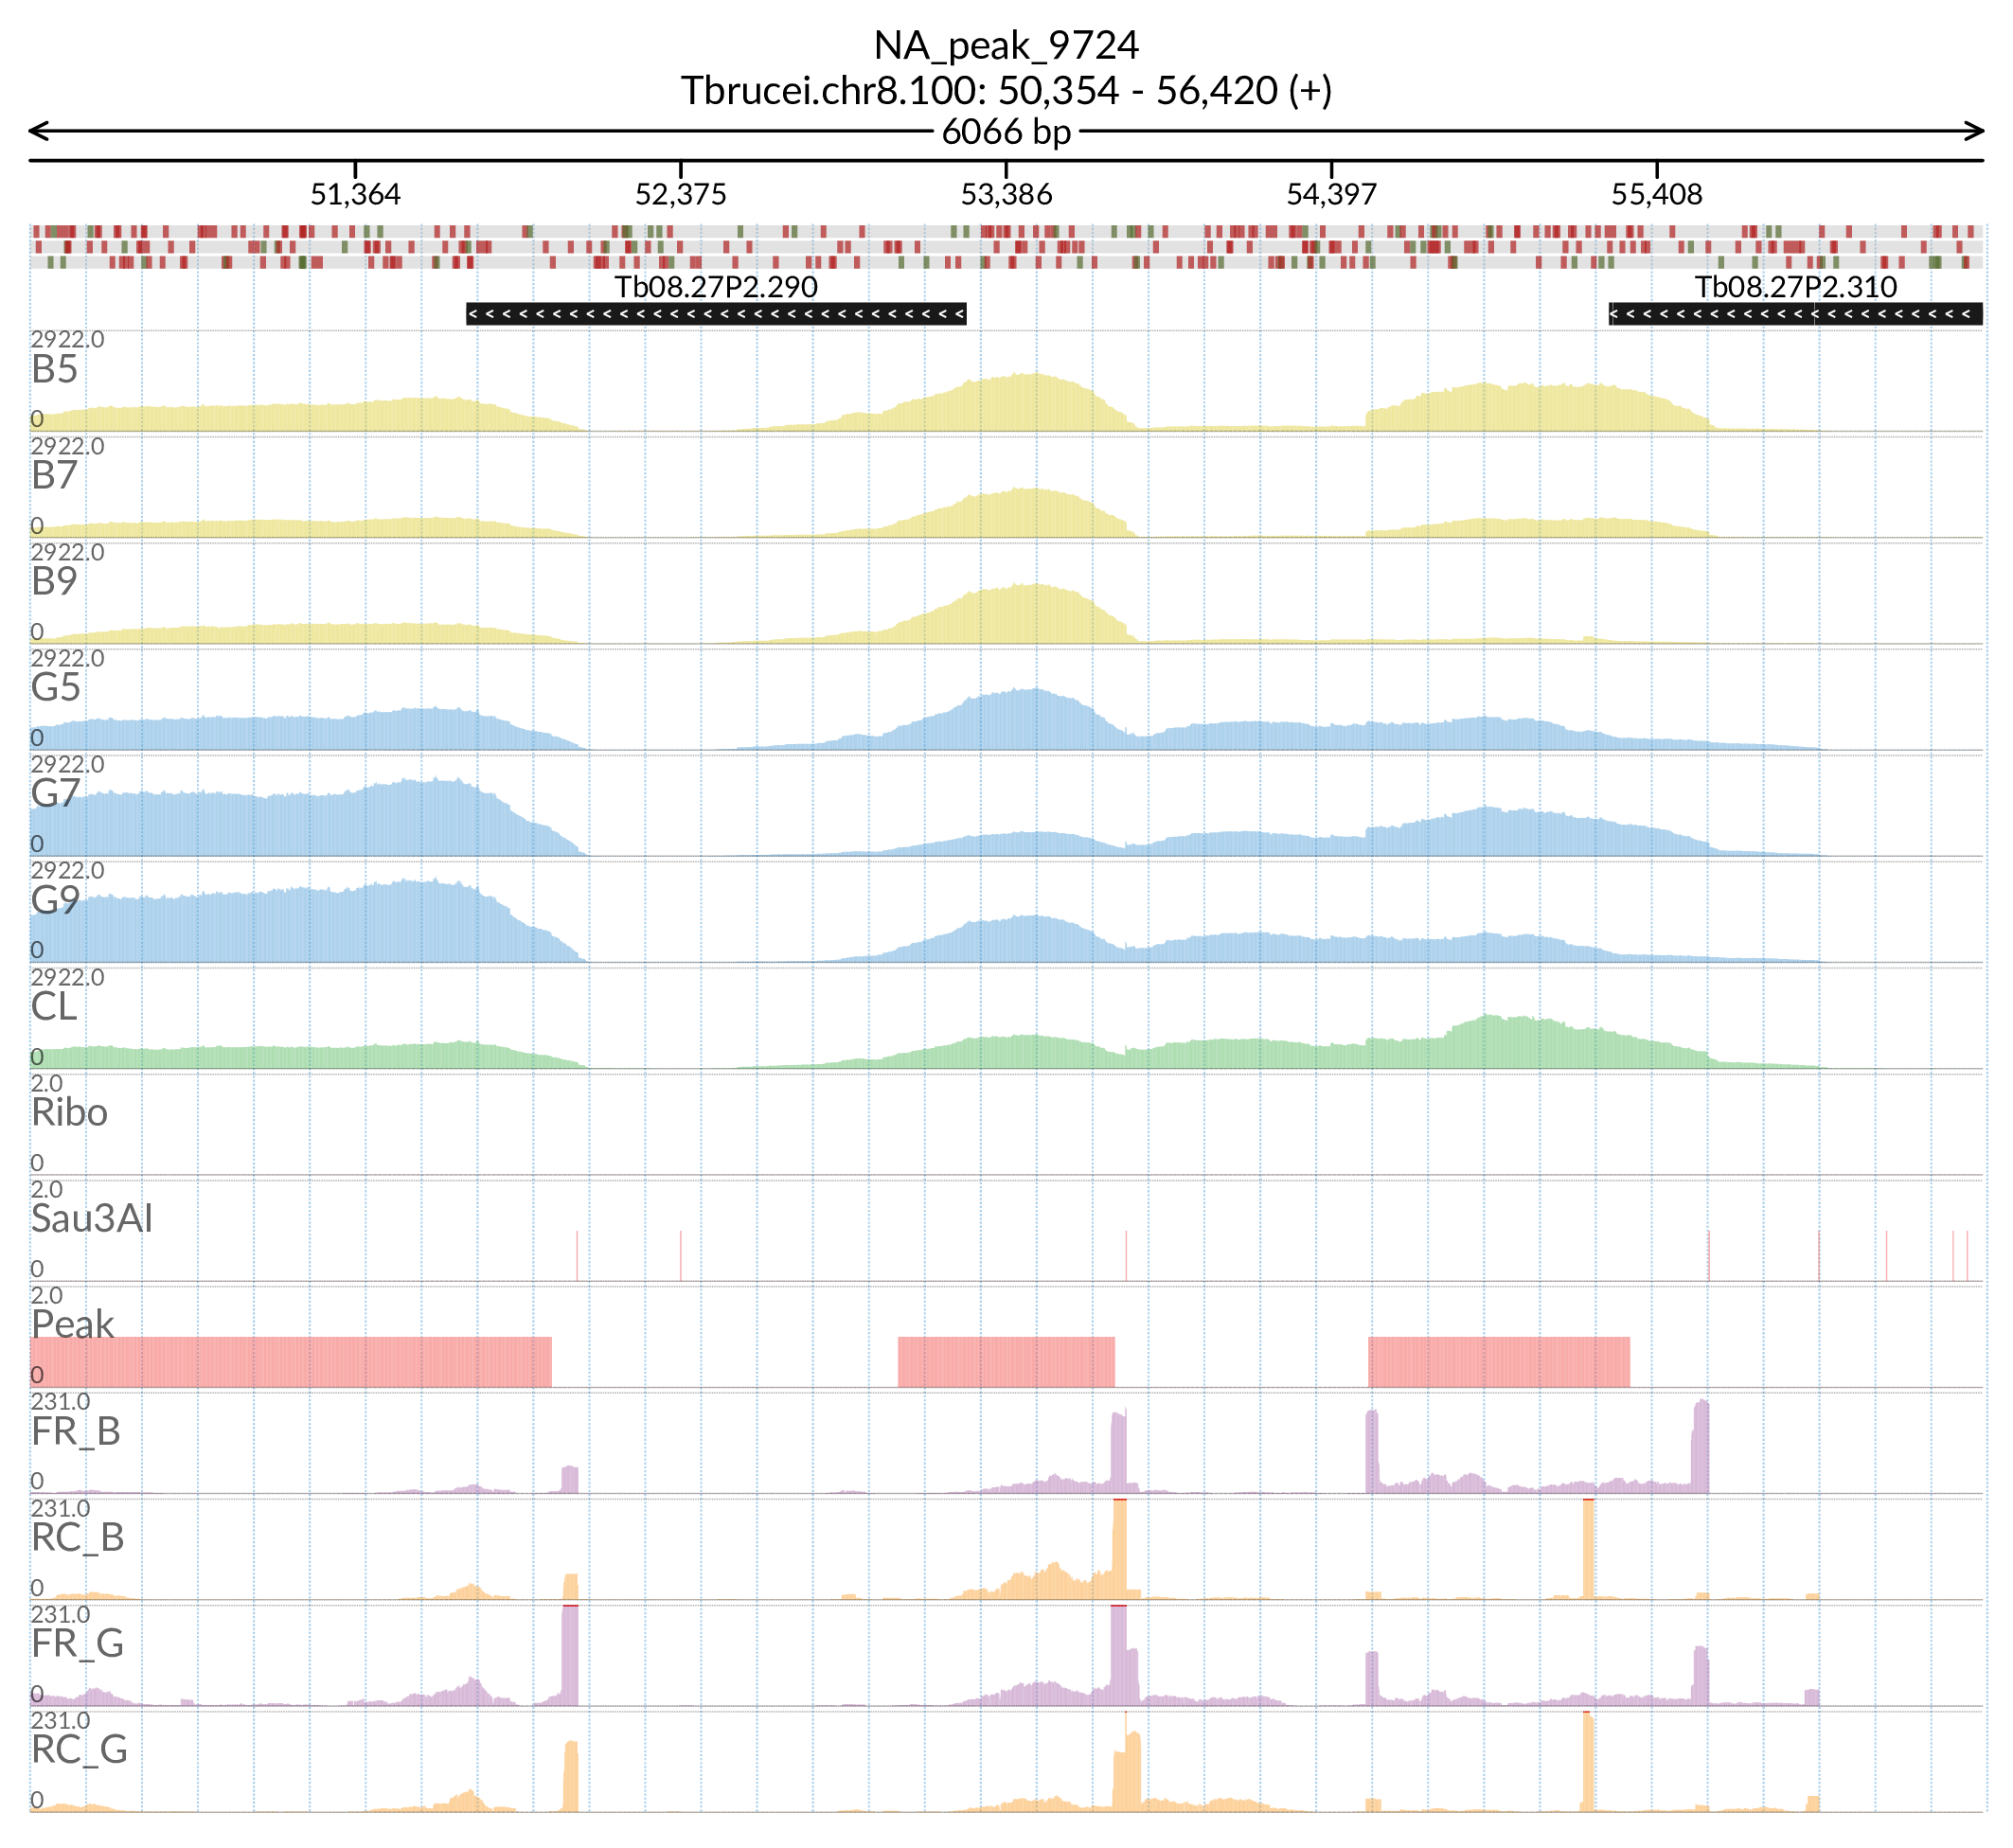 NA_peak_9724
Tbrucei.chr8.100: 50,354 - 56,420 (+)
6066 bp
51,364 52,375 53,386 54,397 55,408
Tb08.27P2.290 Tb08.27P2.310
2922.0
B5
0
2922.0
B7
0
2922.0
B9
0
2922.0
G5
0
2922.0
G7
0
2922.0
G9
0
2922.0
CL
0
2.0
Ribo
0
2.0
Sau3AI
0
2.0
Peak
0
231.0
FR_B
0
231.0
RC_B
0
231.0
FR_G
0
231.0
RC_G
0